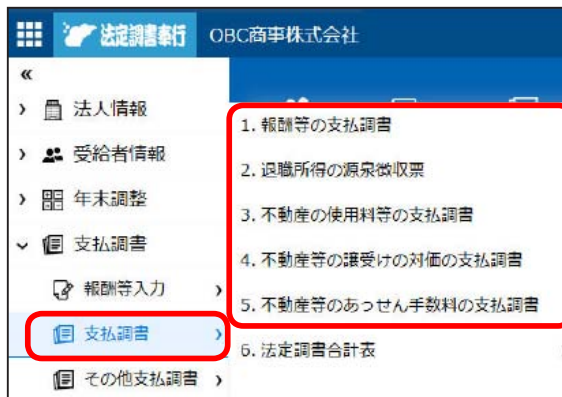 法定調書奉行 OBC商事株式会社
«
法人情報
受給者情報
年末調整
支払調書
報酬等入力
支払調書
その他支払調書
1. 報酬等の支払調書
2. 退職所得の源泉徴収票
3. 不動産の使用料等の支払調書
4. 不動産等の譲受けの対価の支払調書
5. 不動産等のあっせん手数料の支払調書
6. 法定調書合計表